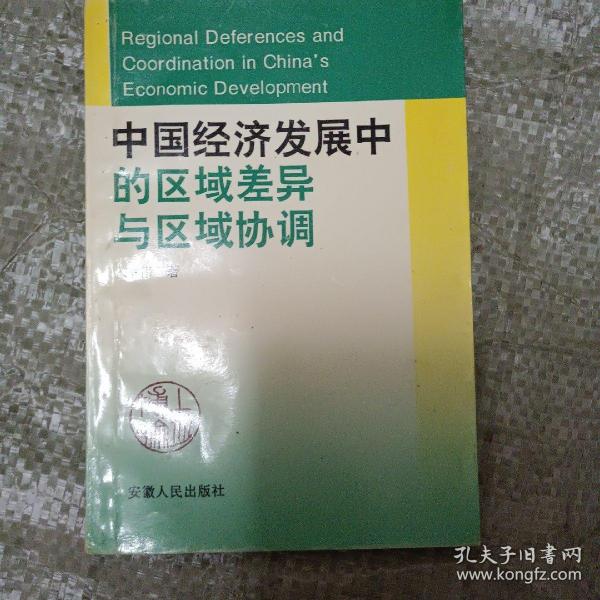 Regional Deferences and
Coordination in China's
Economic Development
中国经济发展中
的区域差异
与区域协调
著
安徽人民出版社
孔夫子旧书网
www.kongfz.com